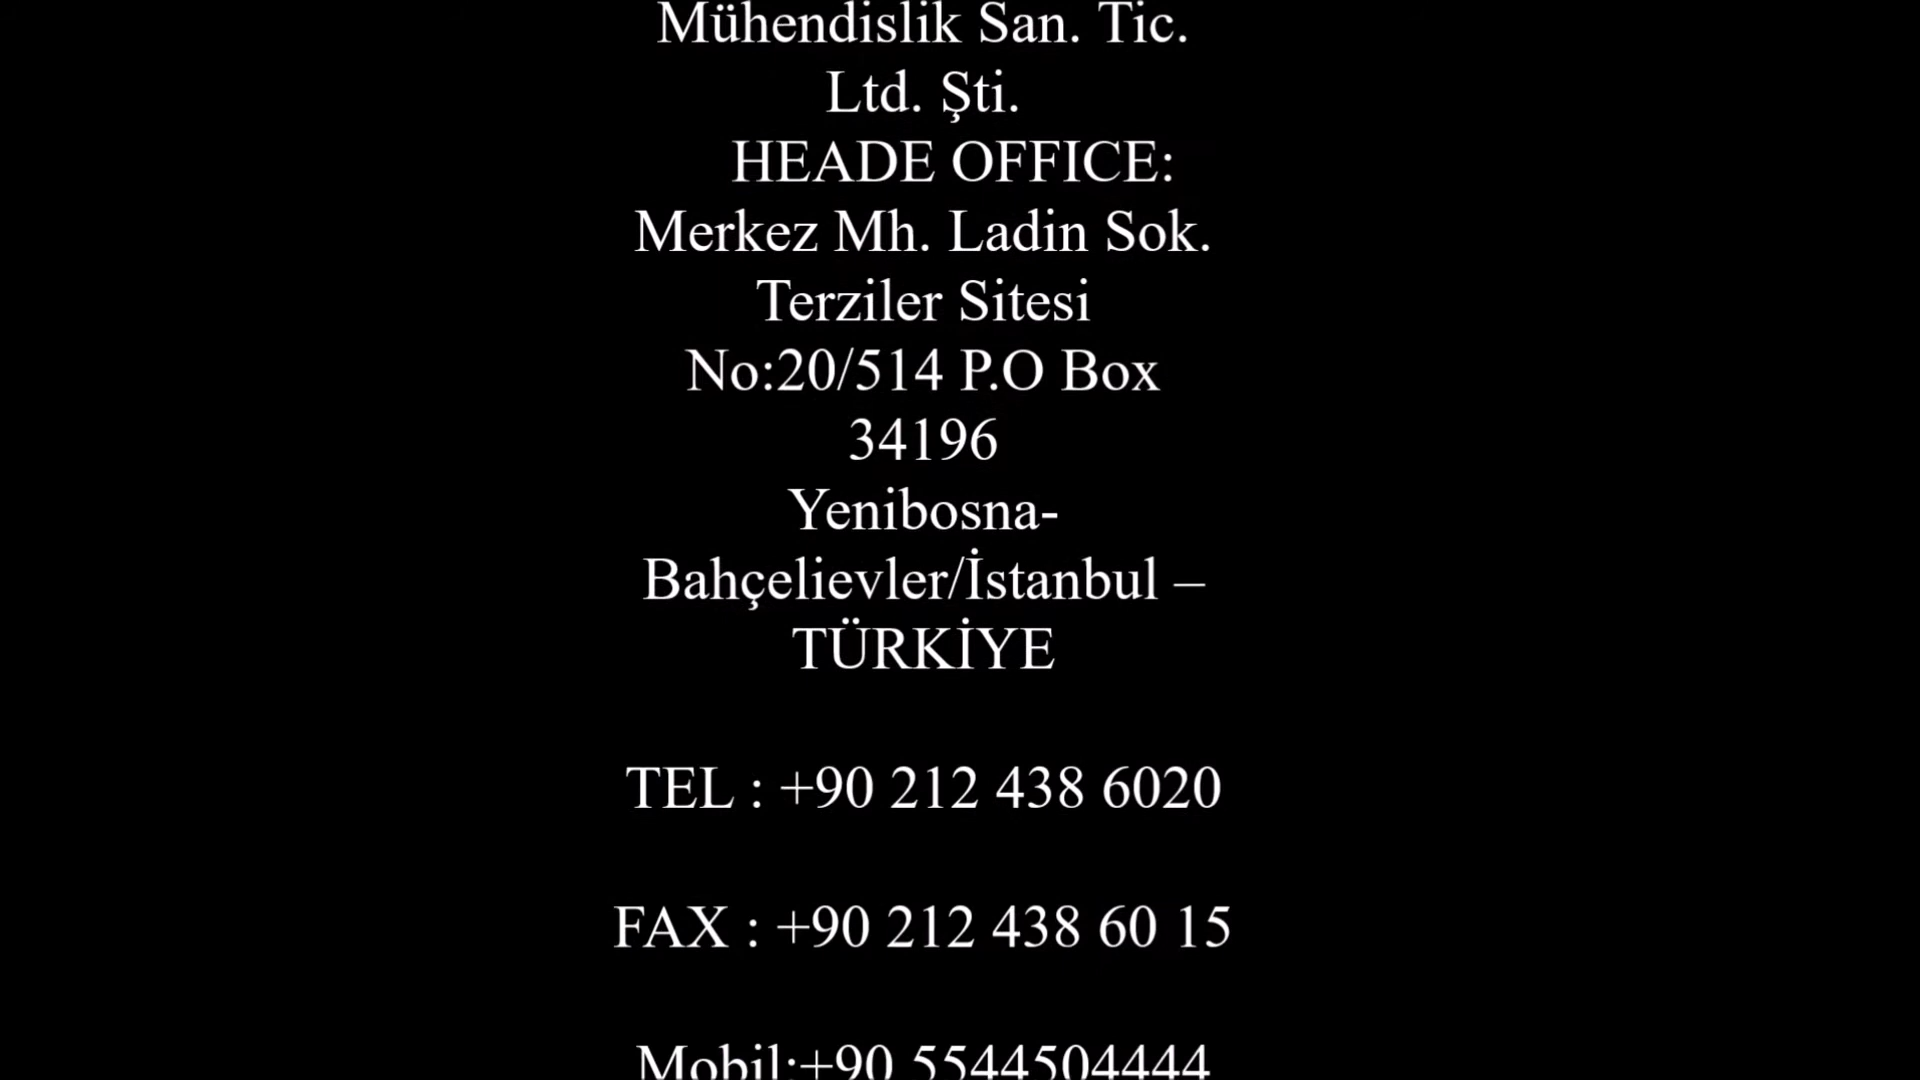 Mühendislik San. Tic.
Ltd. Şti.
HEADE OFFICE:
Merkez Mh. Ladin Sok.
Terziler Sitesi
No:20/514 P.O Box
34196
Yenibosna-
Bahçelievler/İstanbul –
TÜRKİYE
TEL : +90 212 438 6020
FAX : +90 212 438 60 15
Mobil:+90 5544504444